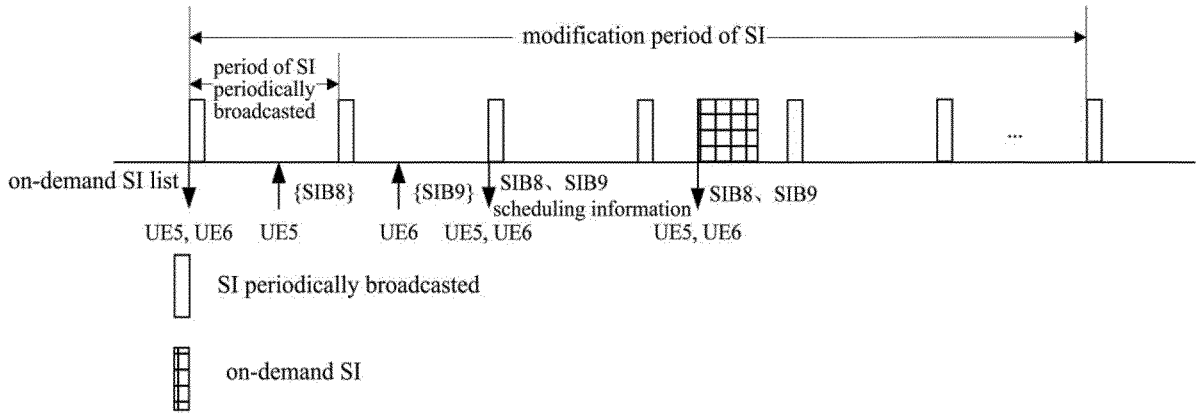 modification period of SI
period of SI
periodically
broadcasted
...
on-demand SI list
{SIB8}
{SIB9}
SIB8、SIB9
scheduling information
SIB8、SIB9
UE5, UE6
UE5
UE6
UE5, UE6
UE5, UE6
SI periodically broadcasted
on-demand SI